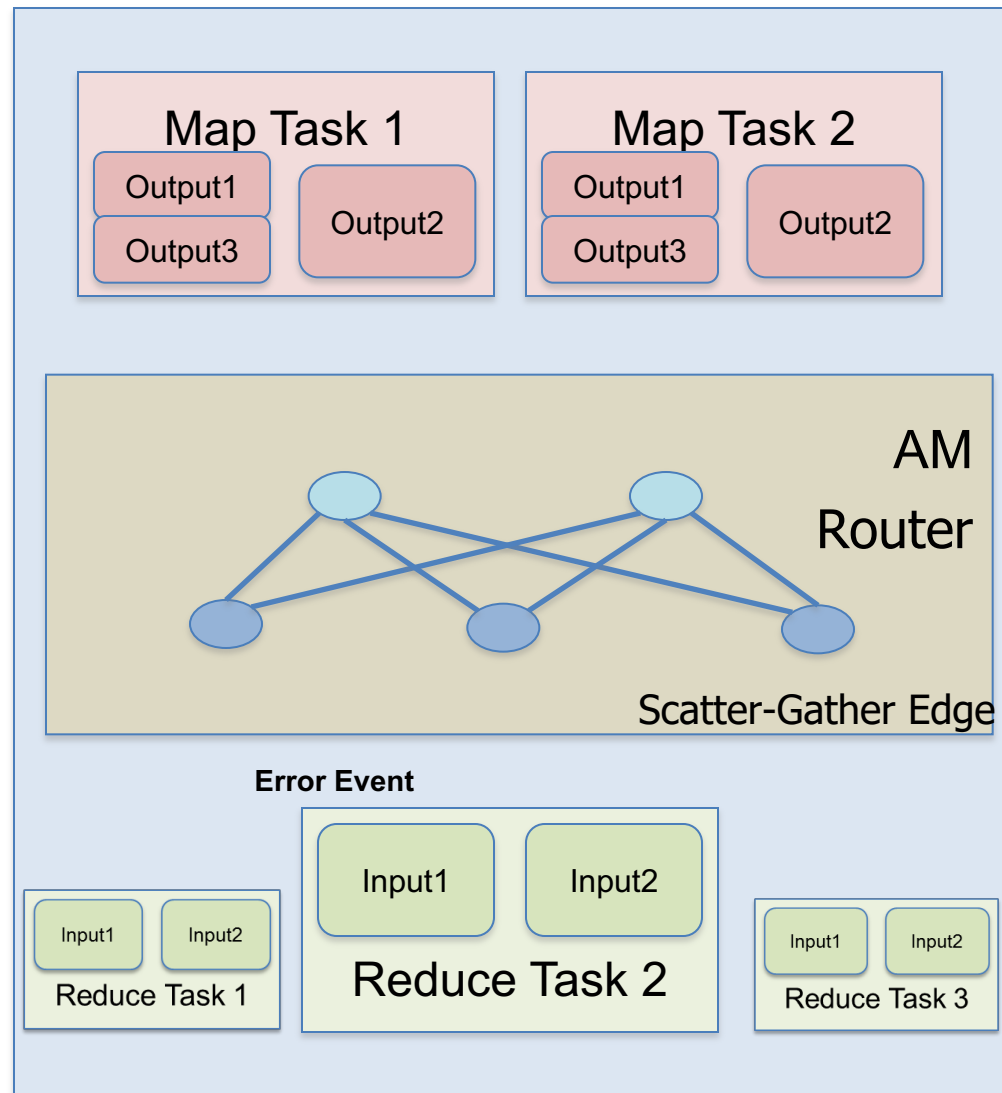 Map Task 1
Output1
Output3
Output2
Map Task 2
Output1
Output3
Output2
AM
Router
Scatter-Gather Edge
Error Event
Input1
Input2
Reduce Task 1
Input1
Input2
Reduce Task 2
Input1
Input2
Reduce Task 3